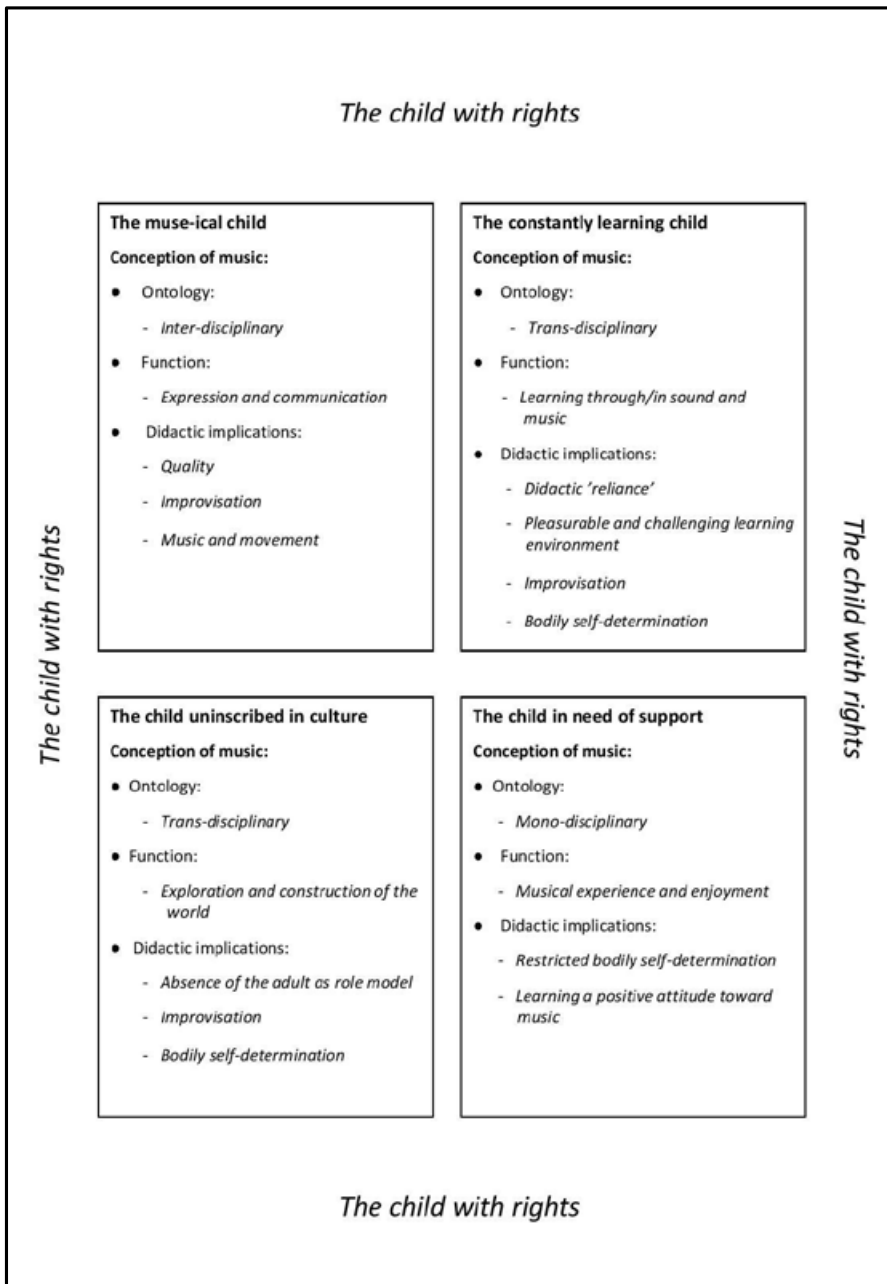 The child with rights
The muse-ical child
Conception of music:
● Ontology:
- Inter-disciplinary
● Function:
- Expression and communication
● Didactic implications:
- Quality
- Improvisation
- Music and movement
The constantly learning child
Conception of music:
● Ontology:
- Trans-disciplinary
● Function:
- Learning through/in sound and
music
● Didactic implications:
- Didactic ’reliance’
- Pleasurable and challenging learning
environment
- Improvisation
- Bodily self-determination
The child with rights
The child with rights
The child uninscribed in culture
Conception of music:
● Ontology:
- Trans-disciplinary
● Function:
- Exploration and construction of the
world
● Didactic implications:
- Absence of the adult as role model
- Improvisation
- Bodily self-determination
The child in need of support
Conception of music:
● Ontology:
- Mono-disciplinary
● Function:
- Musical experience and enjoyment
● Didactic implications:
- Restricted bodily self-determination
- Learning a positive attitude toward
music
The child with rights